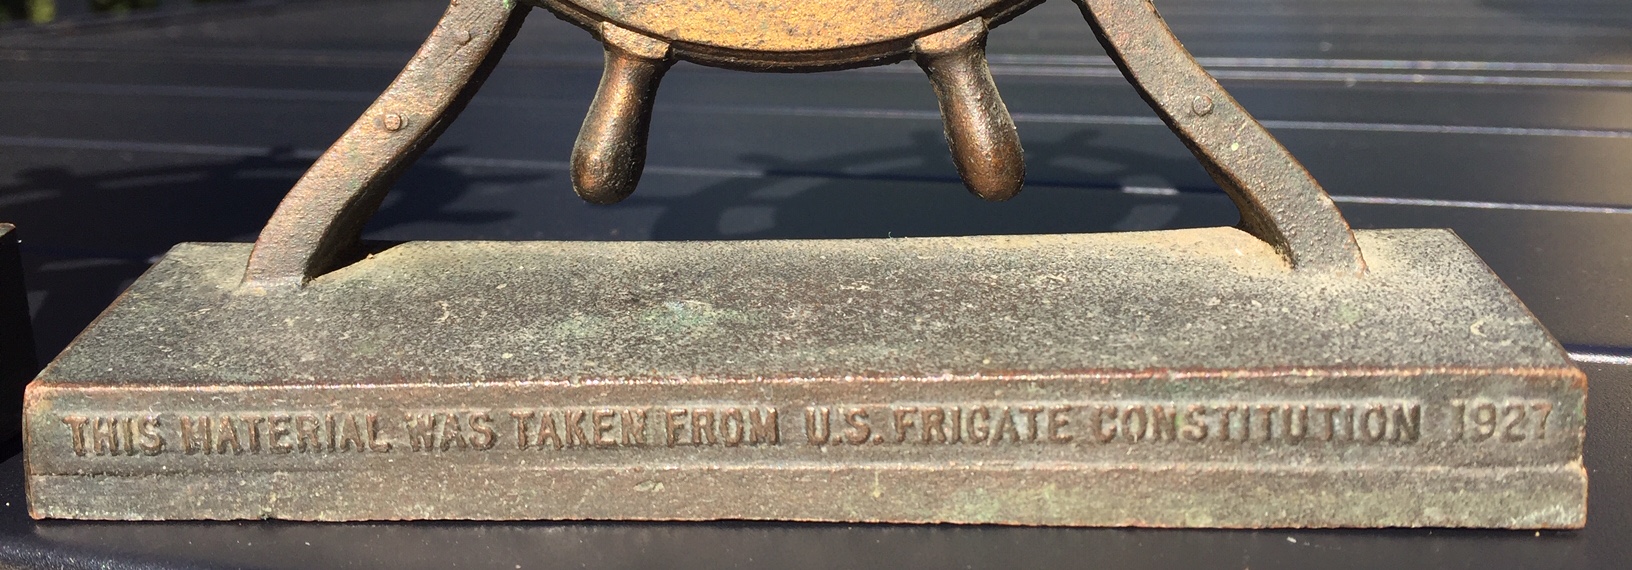 THIS MATERIAL WAS TAKEN FROM U.S. FRIGATE CONSTITUTION 1927